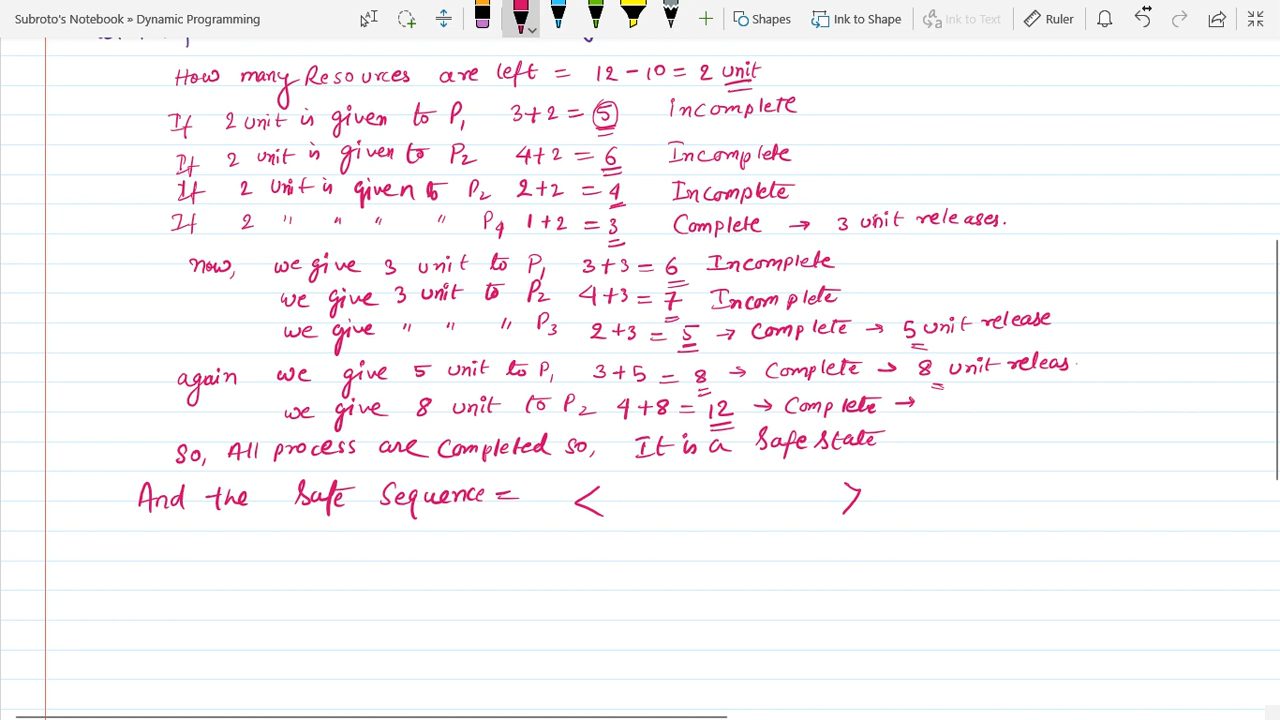 Subroto's Notebook » Dynamic Programming
Shapes
Ink to Shape
Ink to Text
Ruler
How many Resources are left = 12 - 10 = 2 unit
If 2 unit is given to P1 3+2 = 5 Incomplete
If 2 unit is given to P2 4+2 = 6 Incomplete
If 2 unit is given to P2 2+2 = 4 Incomplete
If 2 " " " " P4 1+2 = 3 Complete → 3 unit releases.
Now, we give 3 unit to P1 3+3 = 6 Incomplete
we give 3 unit to P2 4+3 = 7 Incomplete
we give " " " P3 2+3 = 5 → Complete → 5 unit release
again we give 5 unit to P1 3+5 = 8 → Complete → 8 unit releas.
we give 8 unit to P2 4+8 = 12 → Complete →
So, All process are Completed so, It is a Safe State
And the Safe Sequence = < >